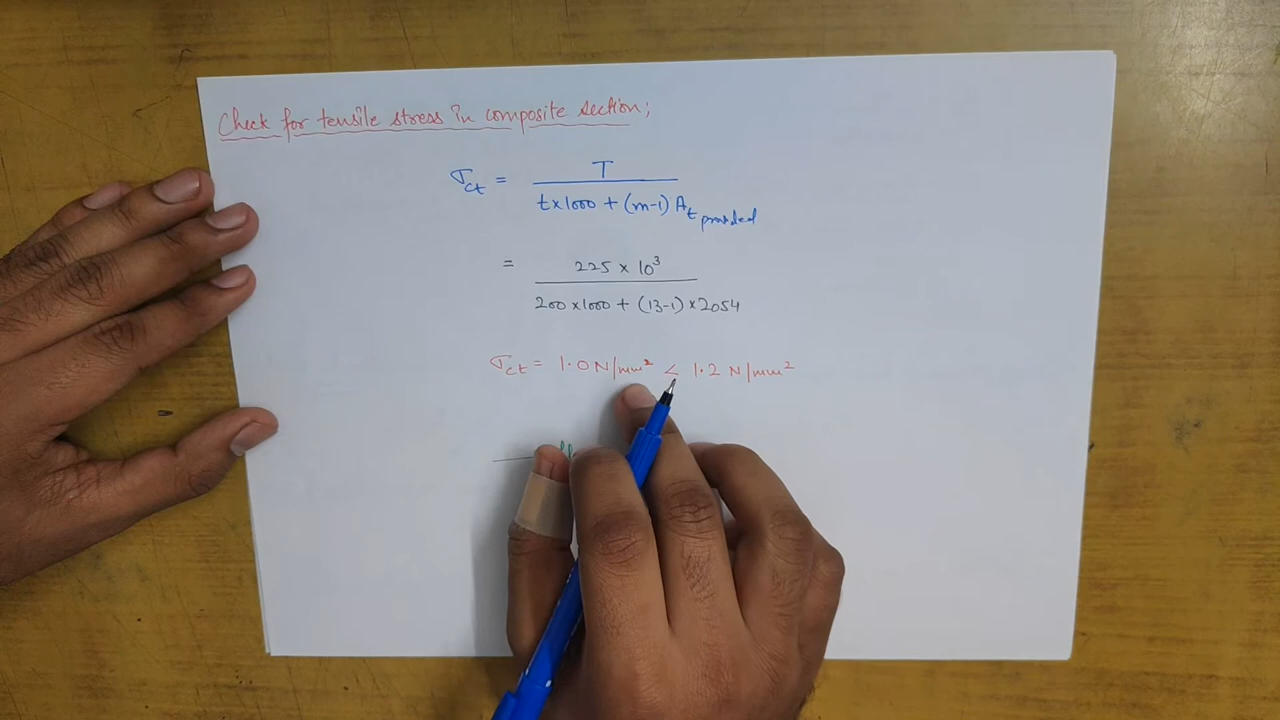 Check for tensile stress in composite section;
σct = T / t×1000 + (m-1) At provided
= 225 × 10³ / 200×1000 + (13-1)×2054
σct = 1.0 N/mm² < 1.2 N/mm²